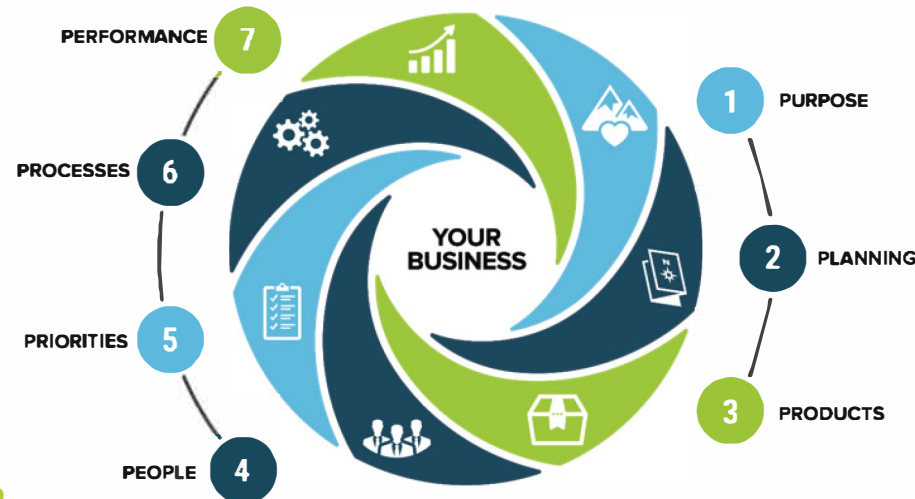 YOUR
BUSINESS
1 PURPOSE
2 PLANNING
3 PRODUCTS
PEOPLE 4
PRIORITIES 5
PROCESSES 6
PERFORMANCE 7
N